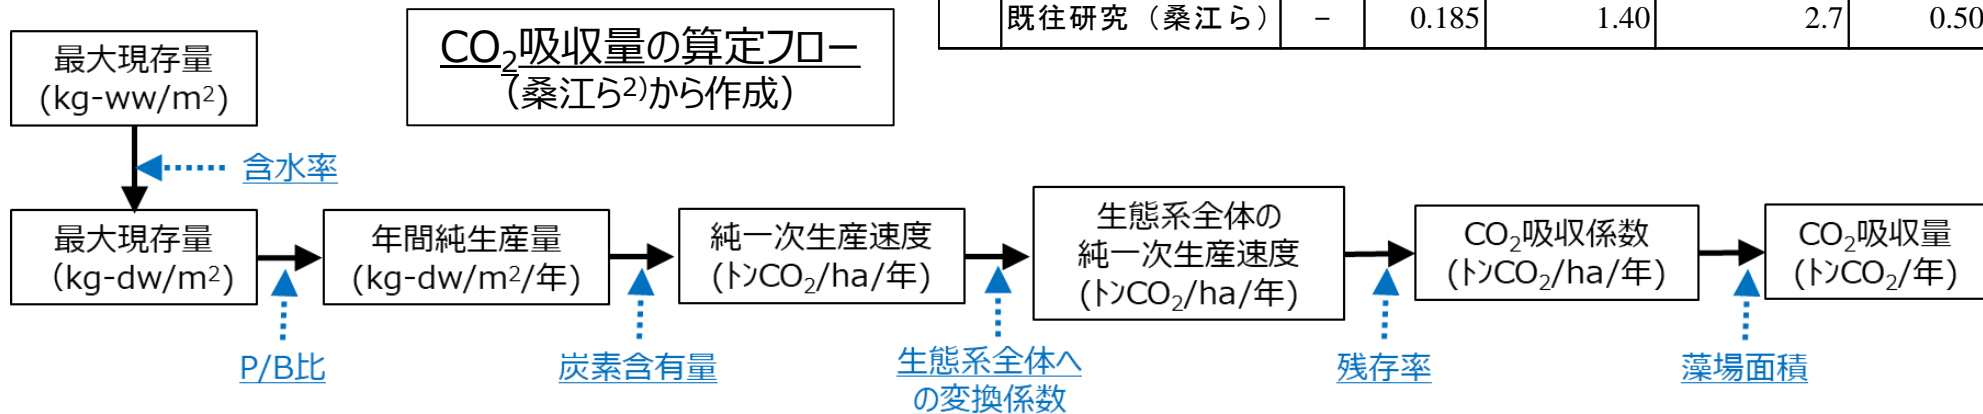 既往研究（桑江ら） － 0.185 1.40 2.7 0.50
CO₂吸収量の算定フロー
（桑江ら²⁾から作成）
最大現存量
(kg-ww/m²)
含水率
最大現存量
(kg-dw/m²)
年間純生産量
(kg-dw/m²/年)
純一次生産速度
(ﾄﾝCO₂/ha/年)
生態系全体の
純一次生産速度
(ﾄﾝCO₂/ha/年)
CO₂吸収係数
(ﾄﾝCO₂/ha/年)
CO₂吸収量
(ﾄﾝCO₂/年)
P/B比
炭素含有量
生態系全体へ
の変換係数
残存率
藻場面積